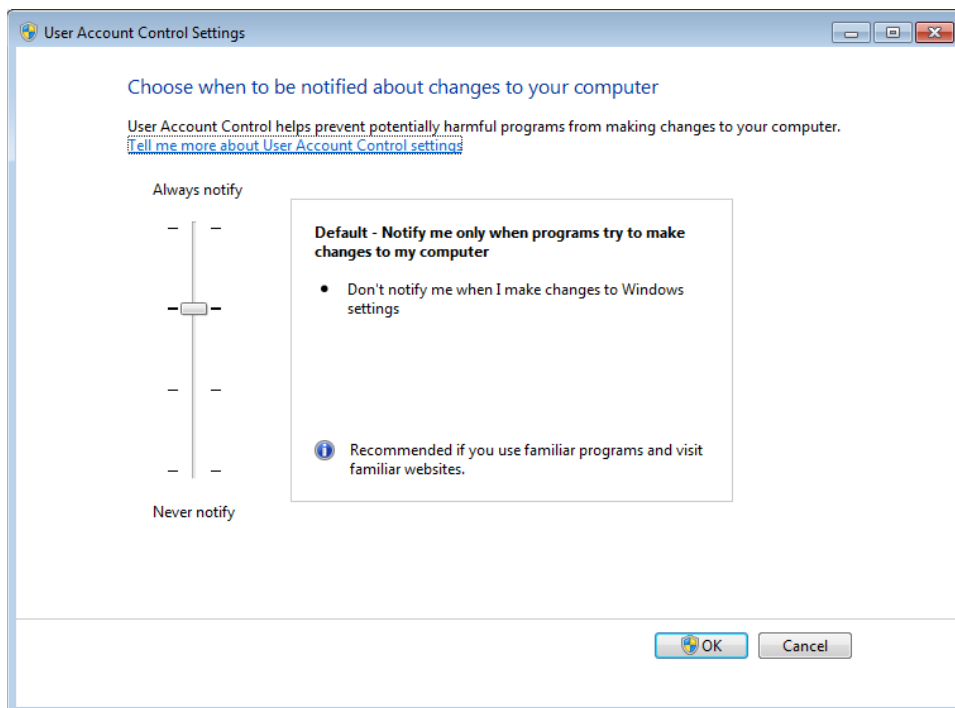 User Account Control Settings
Choose when to be notified about changes to your computer
User Account Control helps prevent potentially harmful programs from making changes to your computer.
Tell me more about User Account Control settings
Always notify
Default - Notify me only when programs try to make
changes to my computer
• Don't notify me when I make changes to Windows
settings
Recommended if you use familiar programs and visit
familiar websites.
Never notify
OK
Cancel